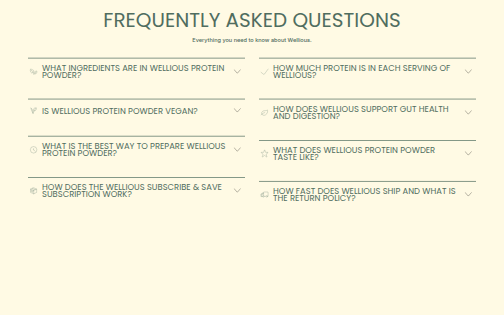 FREQUENTLY ASKED QUESTIONS
Everything you need to know about Wellious.
WHAT INGREDIENTS ARE IN WELLIOUS PROTEIN
POWDER?
IS WELLIOUS PROTEIN POWDER VEGAN?
WHAT IS THE BEST WAY TO PREPARE WELLIOUS
PROTEIN POWDER?
HOW DOES THE WELLIOUS SUBSCRIBE & SAVE
SUBSCRIPTION WORK?
HOW MUCH PROTEIN IS IN EACH SERVING OF
WELLIOUS?
HOW DOES WELLIOUS SUPPORT GUT HEALTH
AND DIGESTION?
WHAT DOES WELLIOUS PROTEIN POWDER
TASTE LIKE?
HOW FAST DOES WELLIOUS SHIP AND WHAT IS
THE RETURN POLICY?